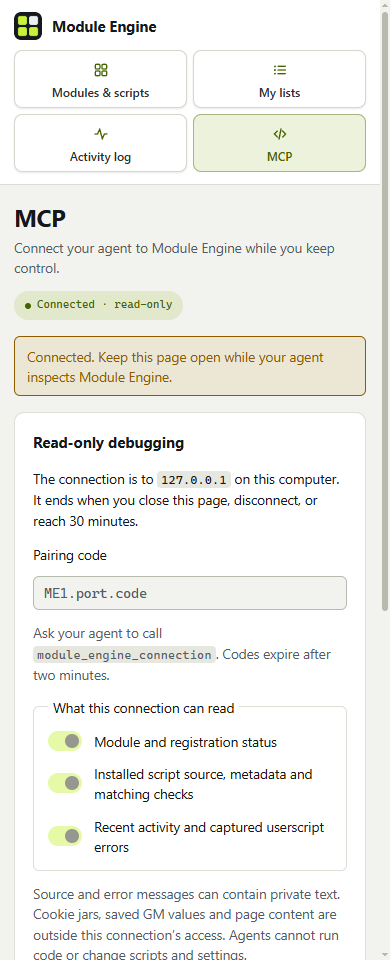 Module Engine
Modules & scripts
My lists
Activity log
MCP
MCP
Connect your agent to Module Engine while you keep
control.
Connected · read-only
Connected. Keep this page open while your agent
inspects Module Engine.
Read-only debugging
The connection is to 127.0.0.1 on this computer.
It ends when you close this page, disconnect, or
reach 30 minutes.
Pairing code
ME1.port.code
Ask your agent to call
module_engine_connection. Codes expire after
two minutes.
What this connection can read
Module and registration status
Installed script source, metadata and
matching checks
Recent activity and captured userscript
errors
Source and error messages can contain private text.
Cookie jars, saved GM values and page content are
outside this connection's access. Agents cannot run
code or change scripts and settings.